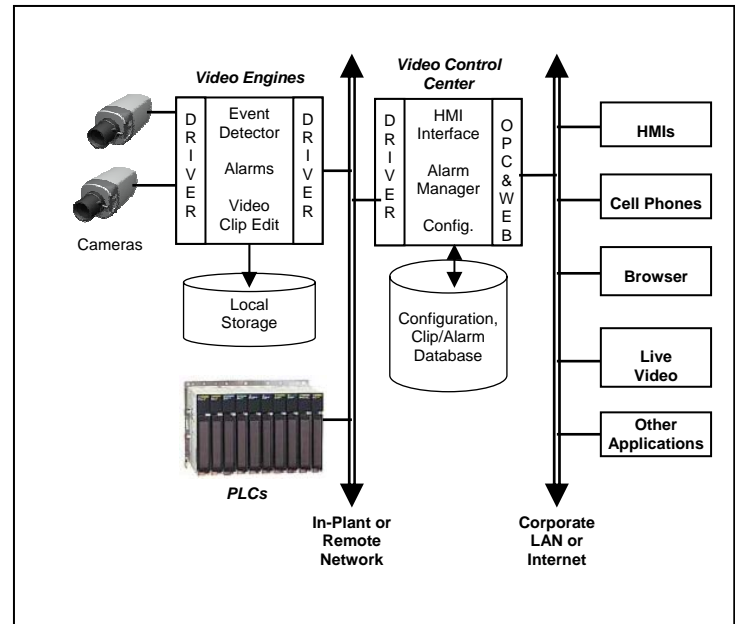 Video Engines
Video Control
Center
D
R
I
V
E
R
Event
Detector
Alarms
Video
Clip Edit
D
R
I
V
E
R
D
R
I
V
E
R
HMI
Interface
Alarm
Manager
Config.
O
P
C
&
W
E
B
HMIs
Cell Phones
Browser
Live
Video
Other
Applications
Cameras
Local
Storage
Configuration,
Clip/Alarm
Database
PLCs
In-Plant or
Remote
Network
Corporate
LAN or
Internet